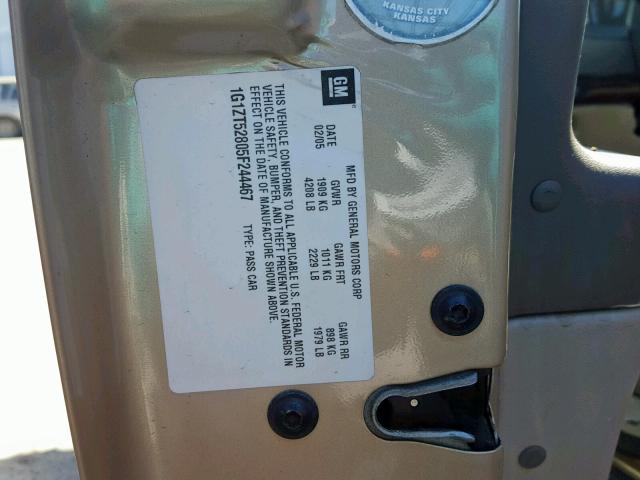 KANSAS CITY
KANSAS
GM
MFD BY GENERAL MOTORS CORP
DATE GVWR GAWR FRT GAWR RR
02/05 1909 KG 1011 KG 898 KG
4208 LB 2229 LB 1979 LB
THIS VEHICLE CONFORMS TO ALL APPLICABLE U.S. FEDERAL MOTOR
VEHICLE SAFETY, BUMPER, AND THEFT PREVENTION STANDARDS IN
EFFECT ON THE DATE OF MANUFACTURE SHOWN ABOVE.
1G1ZT52805F244467 TYPE: PASS CAR